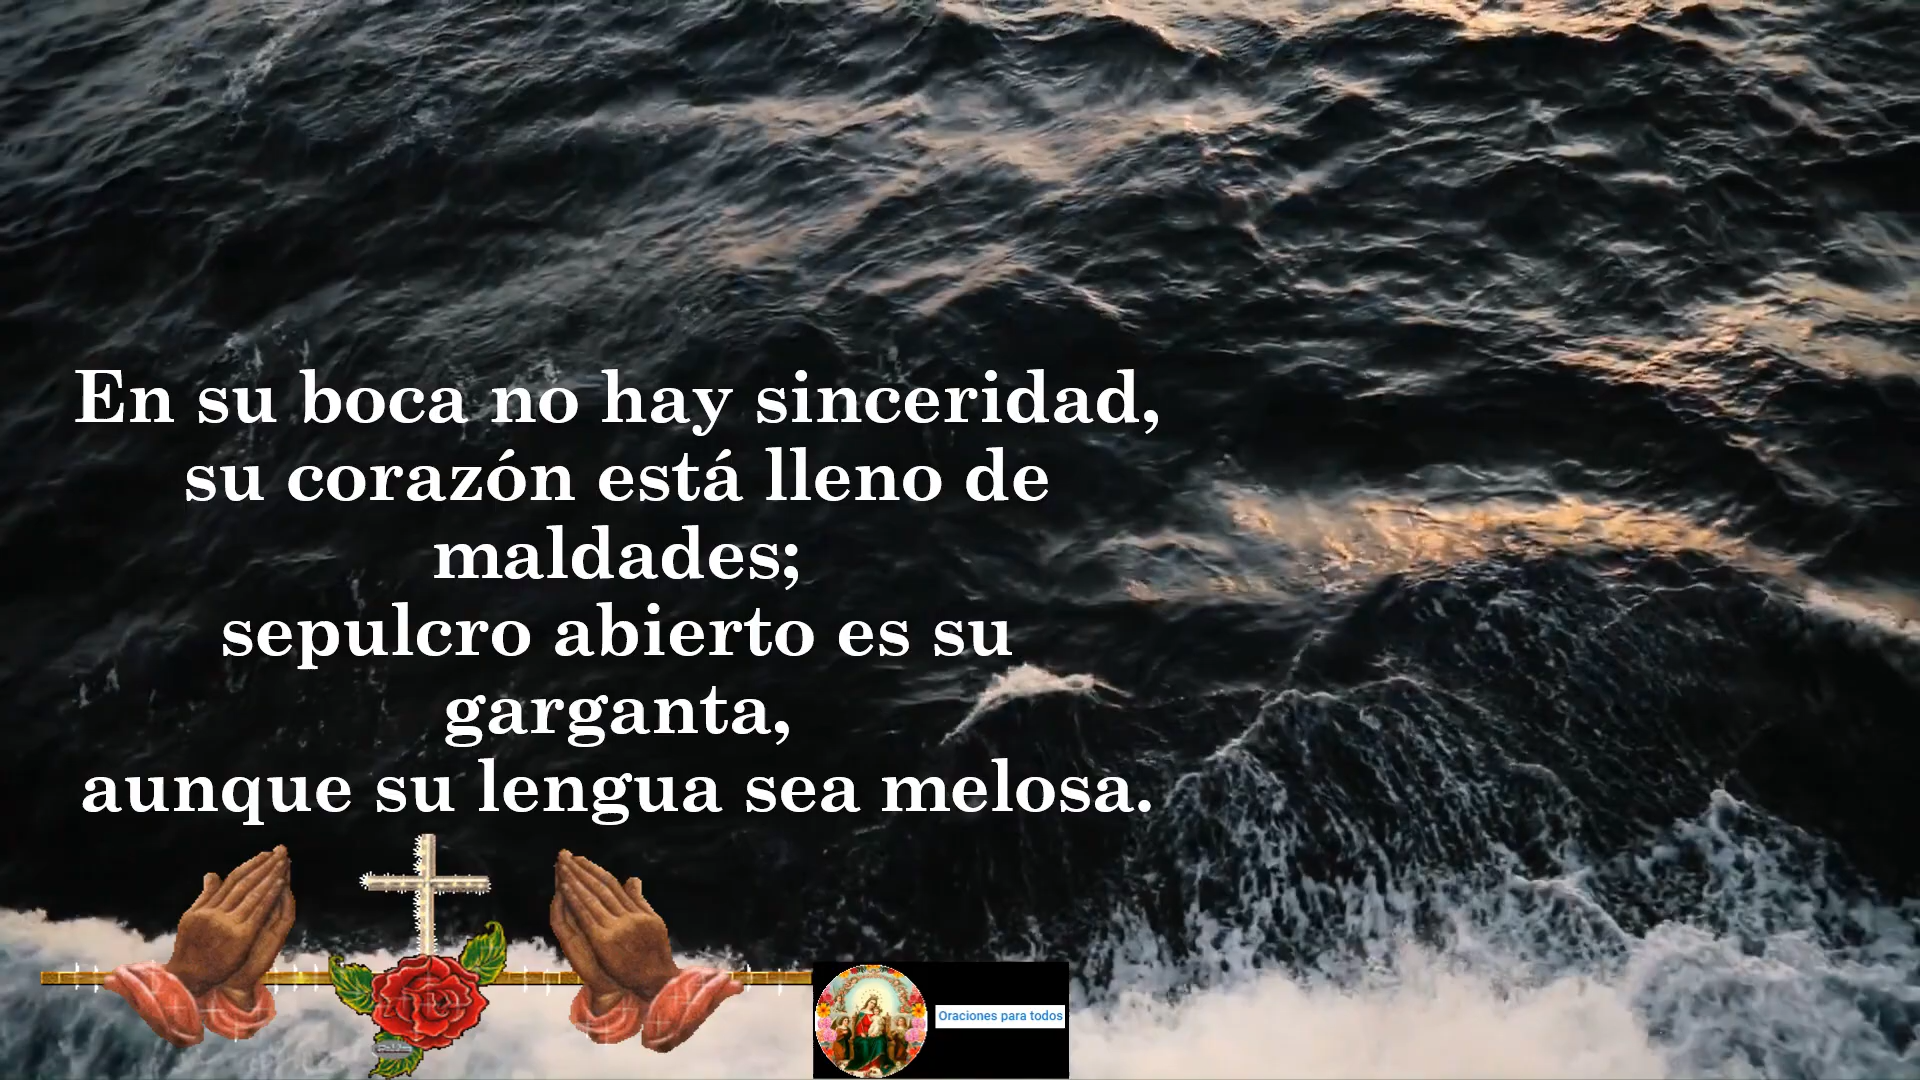 En su boca no hay sinceridad,
su corazón está lleno de
maldades;
sepulcro abierto es su
garganta,
aunque su lengua sea melosa.
Oraciones para todos